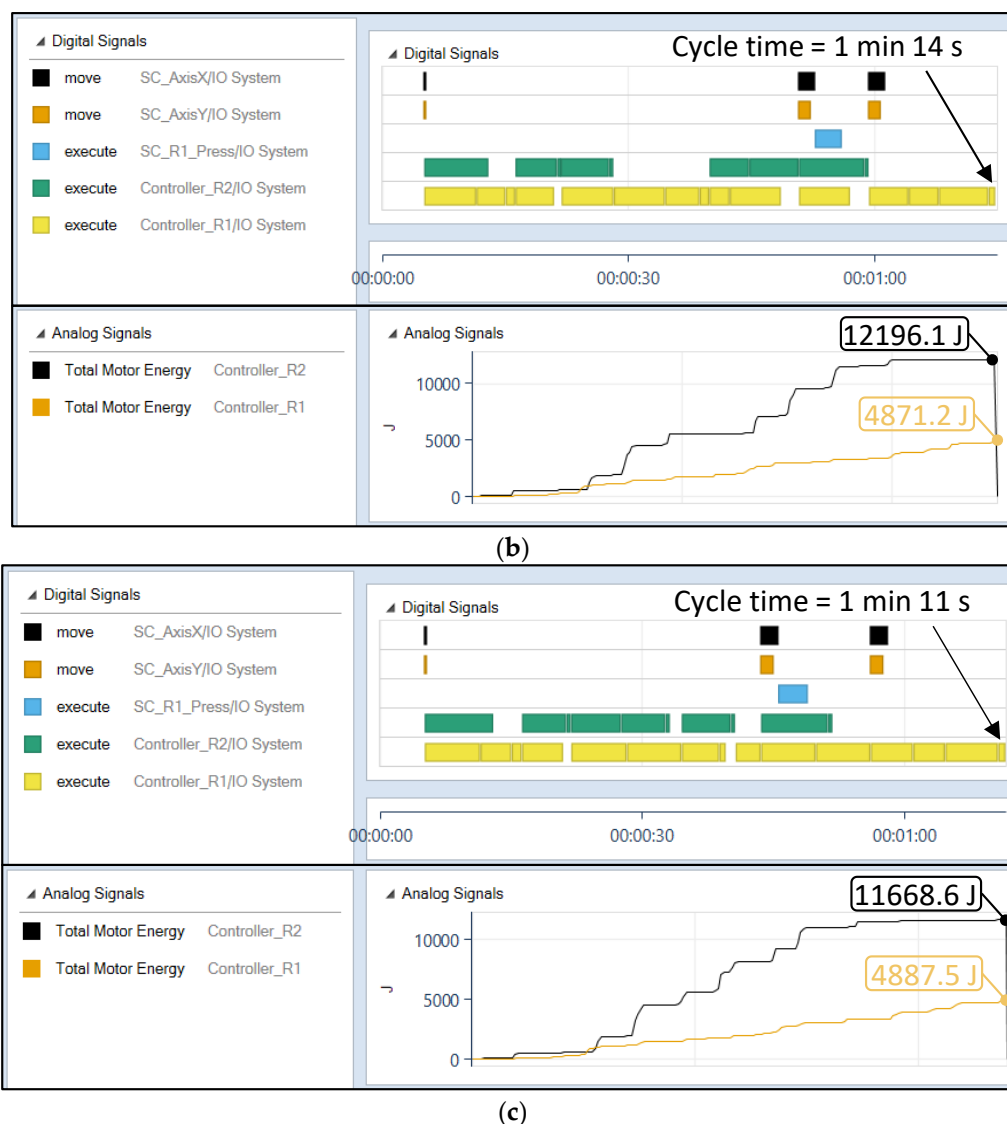 Digital Signals
move SC_AxisX/IO System
move SC_AxisY/IO System
execute SC_R1_Press/IO System
execute Controller_R2/IO System
execute Controller_R1/IO System
Cycle time = 1 min 14 s
Digital Signals
00:00:00 00:00:30 00:01:00
Analog Signals
Total Motor Energy Controller_R2
Total Motor Energy Controller_R1
Analog Signals
12196.1 J
4871.2 J
10000
5000
0
J
(b)
Digital Signals
move SC_AxisX/IO System
move SC_AxisY/IO System
execute SC_R1_Press/IO System
execute Controller_R2/IO System
execute Controller_R1/IO System
Cycle time = 1 min 11 s
Digital Signals
00:00:00 00:00:30 00:01:00
Analog Signals
Total Motor Energy Controller_R2
Total Motor Energy Controller_R1
Analog Signals
11668.6 J
4887.5 J
10000
5000
0
J
(c)